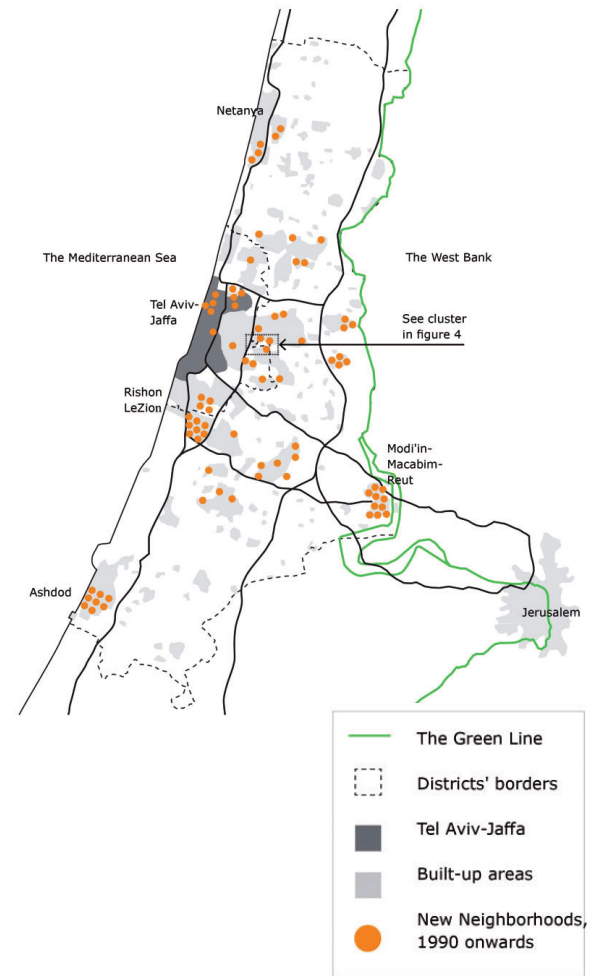 Netanya
The Mediterranean Sea
The West Bank
Tel Aviv-
Jaffa
See cluster
in figure 4
Rishon
LeZion
Modi'in-
Macabim-
Reut
Ashdod
Jerusalem
The Green Line
Districts' borders
Tel Aviv-Jaffa
Built-up areas
New Neighborhoods,
1990 onwards